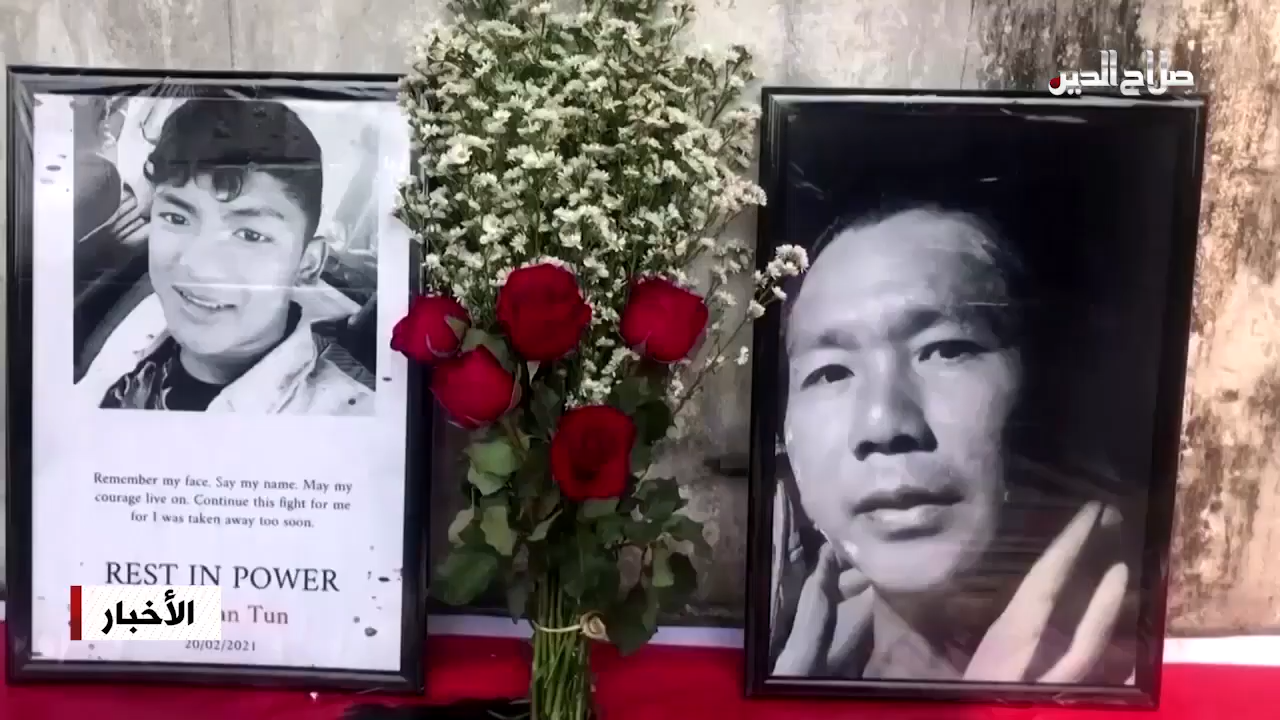 صلاح الدين
Remember my face. Say my name. May my
courage live on. Continue this fight for me
for I was taken away too soon.
REST IN POWER
an Tun
20/02/2021
الأخبار